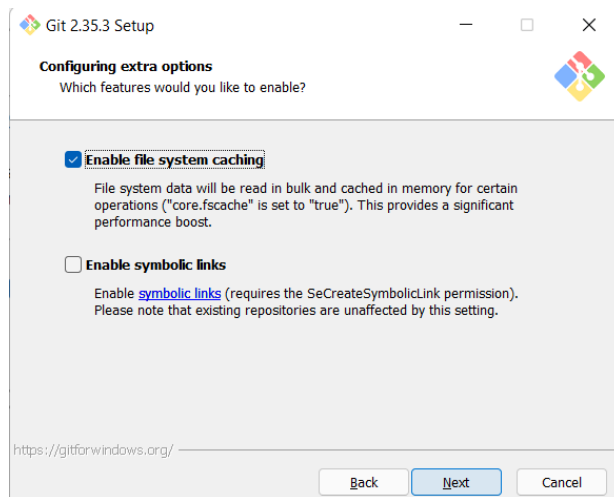 Git 2.35.3 Setup
Configuring extra options
Which features would you like to enable?
Enable file system caching
File system data will be read in bulk and cached in memory for certain
operations ("core.fscache" is set to "true"). This provides a significant
performance boost.
Enable symbolic links
Enable symbolic links (requires the SeCreateSymbolicLink permission).
Please note that existing repositories are unaffected by this setting.
https://gitforwindows.org/
Back Next Cancel